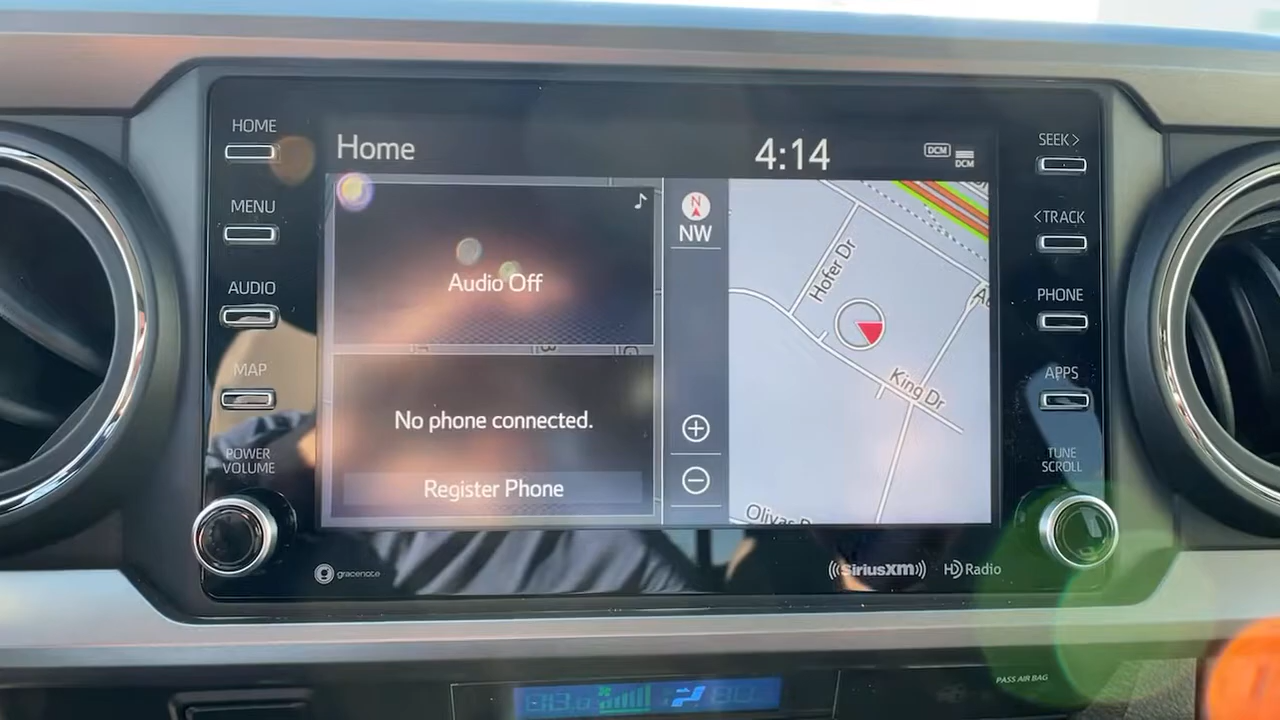 HOME
MENU
AUDIO
MAP
POWER
VOLUME
Home
4:14
DCM
DCM
Audio Off
No phone connected.
Register Phone
N
NW
Hofer Dr
King Dr
SEEK >
< TRACK
PHONE
APPS
TUNE
SCROLL
gracenote
((SiriusXM))
HD Radio
PASS AIR BAG